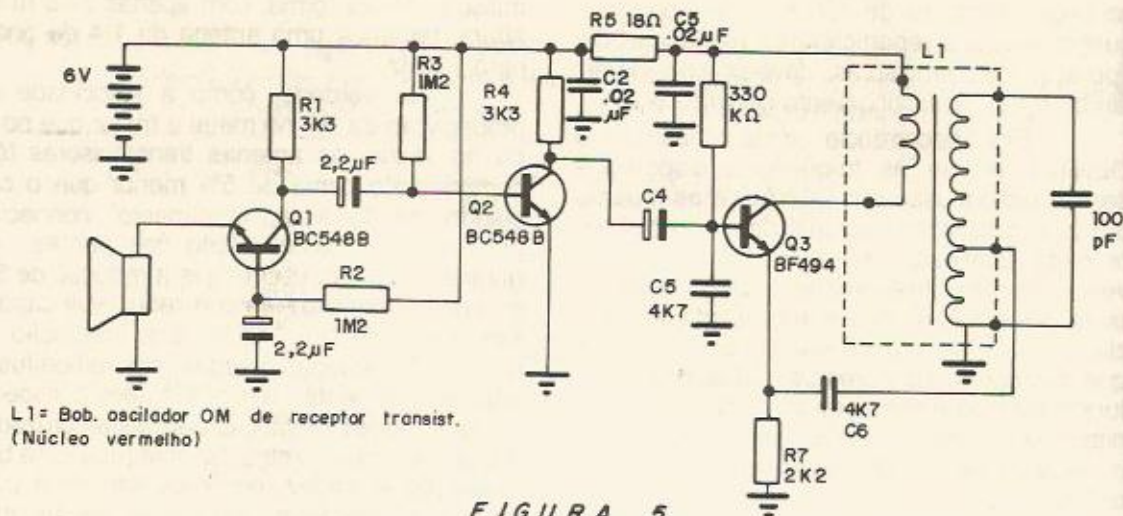 6V
R1
3K3
R3
1M2
R4
3K3
R5 18Ω
C2
.02
µF
C5
.02µF
330
KΩ
L1
2,2µF
Q1
BC548B
Q2
BC548B
C4
Q3
BF494
100
pF
R2
1M2
C5
4K7
2,2µF
4K7
C6
R7
2K2
L1= Bob. oscilador OM de receptor transist.
(Núcleo vermelho)
FIGURA 5